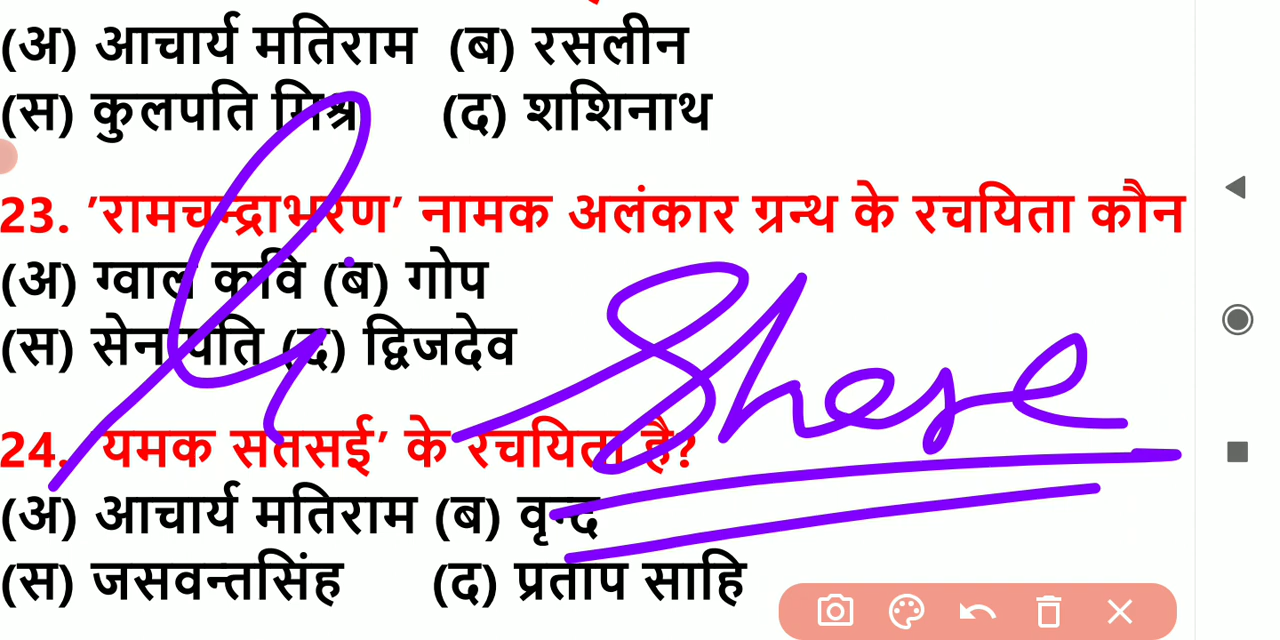 (अ) आचार्य मतिराम (ब) रसलीन
(स) कुलपति मिश्र (द) शशिनाथ
23. ’रामचन्द्राभरण’ नामक अलंकार ग्रन्थ के रचयिता कौन
(अ) ग्वाल कवि (ब) गोप
(स) सेनापति (द) द्विजदेव
Share
24. ’यमक सतसई’ के रचयिता है?
(अ) आचार्य मतिराम (ब) वृन्द
(स) जसवन्तसिंह (द) प्रताप साहि